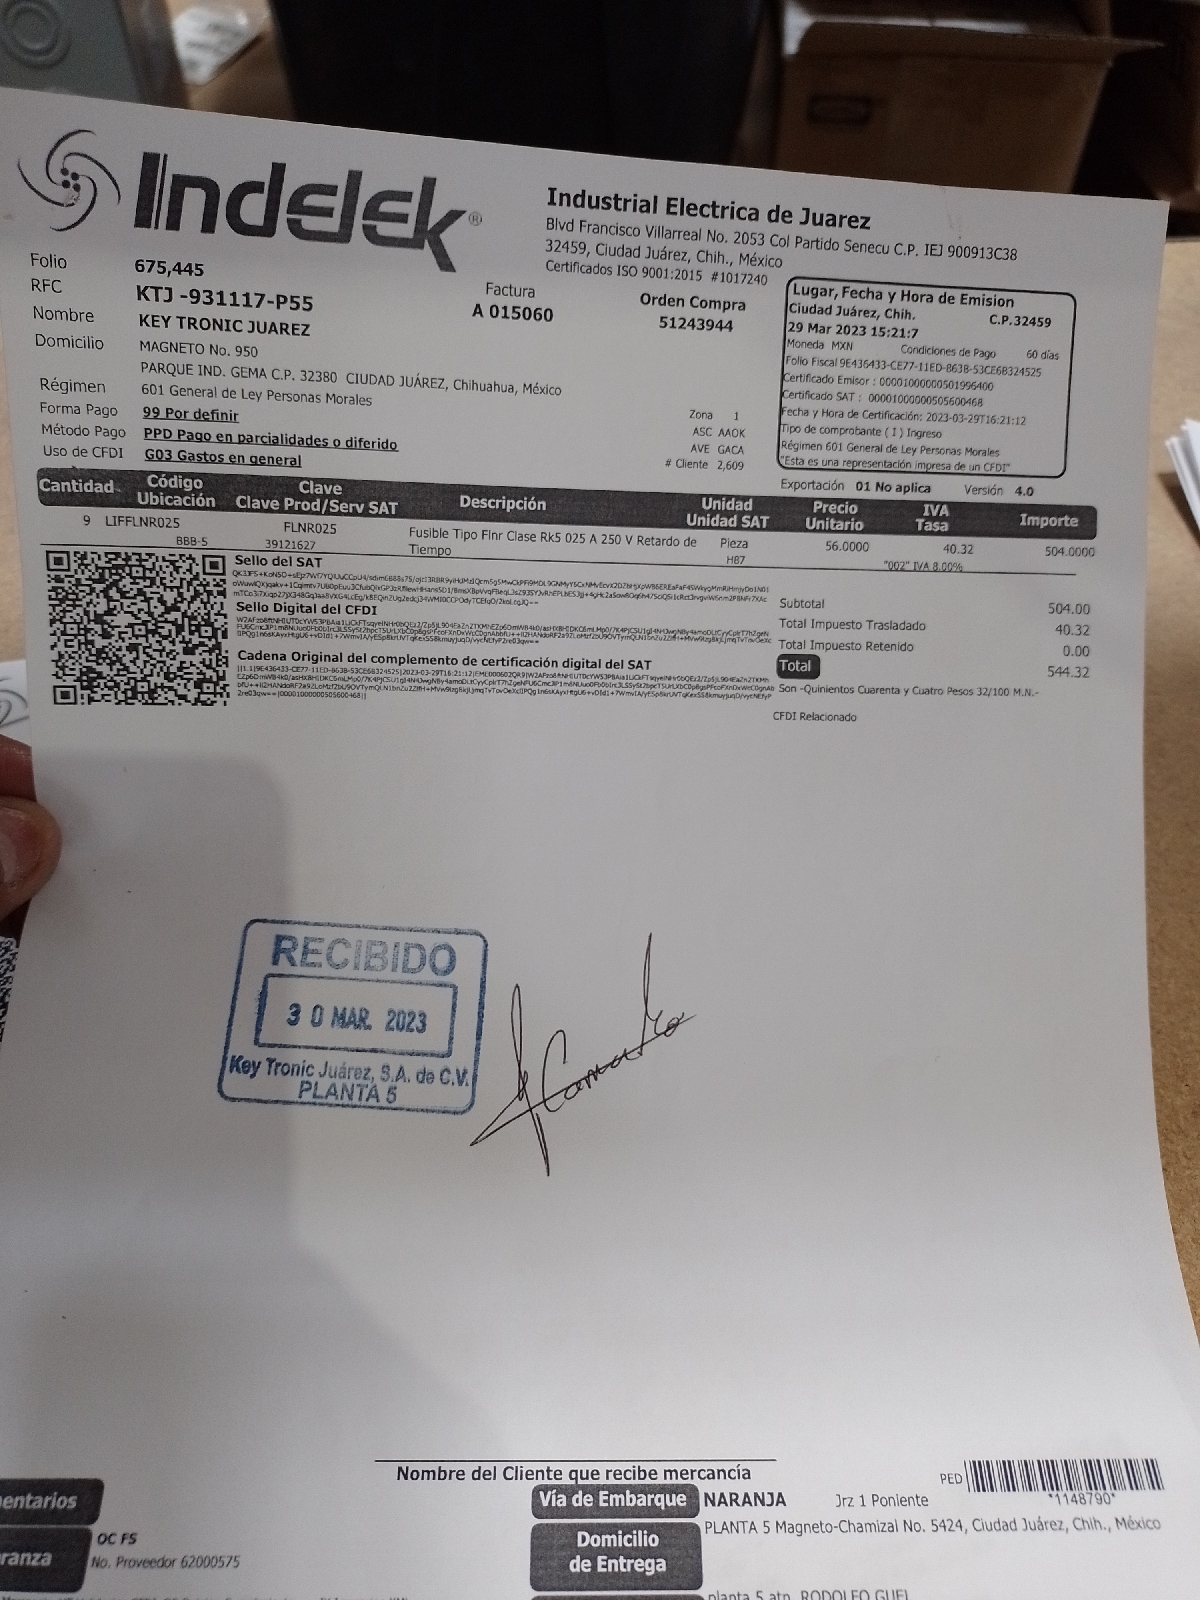 Indelek®
Industrial Electrica de Juarez
Blvd Francisco Villarreal No. 2053 Col Partido Senecu C.P. IEJ 900913C38
32459, Ciudad Juárez, Chih., México
Certificados ISO 9001:2015 #1017240
Folio 675,445
RFC KTJ -931117-P55
Nombre KEY TRONIC JUAREZ
Domicilio MAGNETO No. 950
PARQUE IND. GEMA C.P. 32380 CIUDAD JUÁREZ, Chihuahua, México
Régimen 601 General de Ley Personas Morales
Forma Pago 99 Por definir
Método Pago PPD Pago en parcialidades o diferido
Uso de CFDI G03 Gastos en general
Factura
A 015060
Orden Compra
51243944
Zona 1
ASC AAOK
AVE GACA
# Cliente 2,609
Lugar, Fecha y Hora de Emision
Ciudad Juárez, Chih. C.P.32459
29 Mar 2023 15:21:7
Moneda MXN Condiciones de Pago 60 días
Folio Fiscal 9E436433-CE77-11ED-863B-53CE6B324525
Certificado Emisor : 00001000000501996400
Certificado SAT : 00001000000505600468
Fecha y Hora de Certificación: 2023-03-29T16:21:12
Tipo de comprobante ( I ) Ingreso
Régimen 601 General de Ley Personas Morales
"Esta es una representación impresa de un CFDI"
Exportación 01 No aplica Versión 4.0
Cantidad Código Ubicación Clave Clave Prod/Serv SAT Descripción Unidad Unidad SAT Precio Unitario IVA Tasa Importe
9 LIFFLNR025 FLNR025 Fusible Tipo Flnr Clase Rk5 025 A 250 V Retardo de Pieza 56.0000 40.32 504.0000
BBB-5 39121627 Tiempo H87 "002" IVA 8.00%
Sello del SAT
Sello Digital del CFDI
Cadena Original del complemento de certificación digital del SAT
Subtotal 504.00
Total Impuesto Trasladado 40.32
Total Impuesto Retenido 0.00
Total 544.32
Son -Quinientos Cuarenta y Cuatro Pesos 32/100 M.N.-
CFDI Relacionado
RECIBIDO
30 MAR. 2023
Key Tronic Juárez, S.A. de C.V.
PLANTA 5
Nombre del Cliente que recibe mercancía
PED
*1148790*
Vía de Embarque NARANJA Jrz 1 Poniente
Domicilio de Entrega PLANTA 5 Magneto-Chamizal No. 5424, Ciudad Juárez, Chih., México
planta 5 atn. RODOLFO
entarios
OC FS
ranza
No. Proveedor 62000575